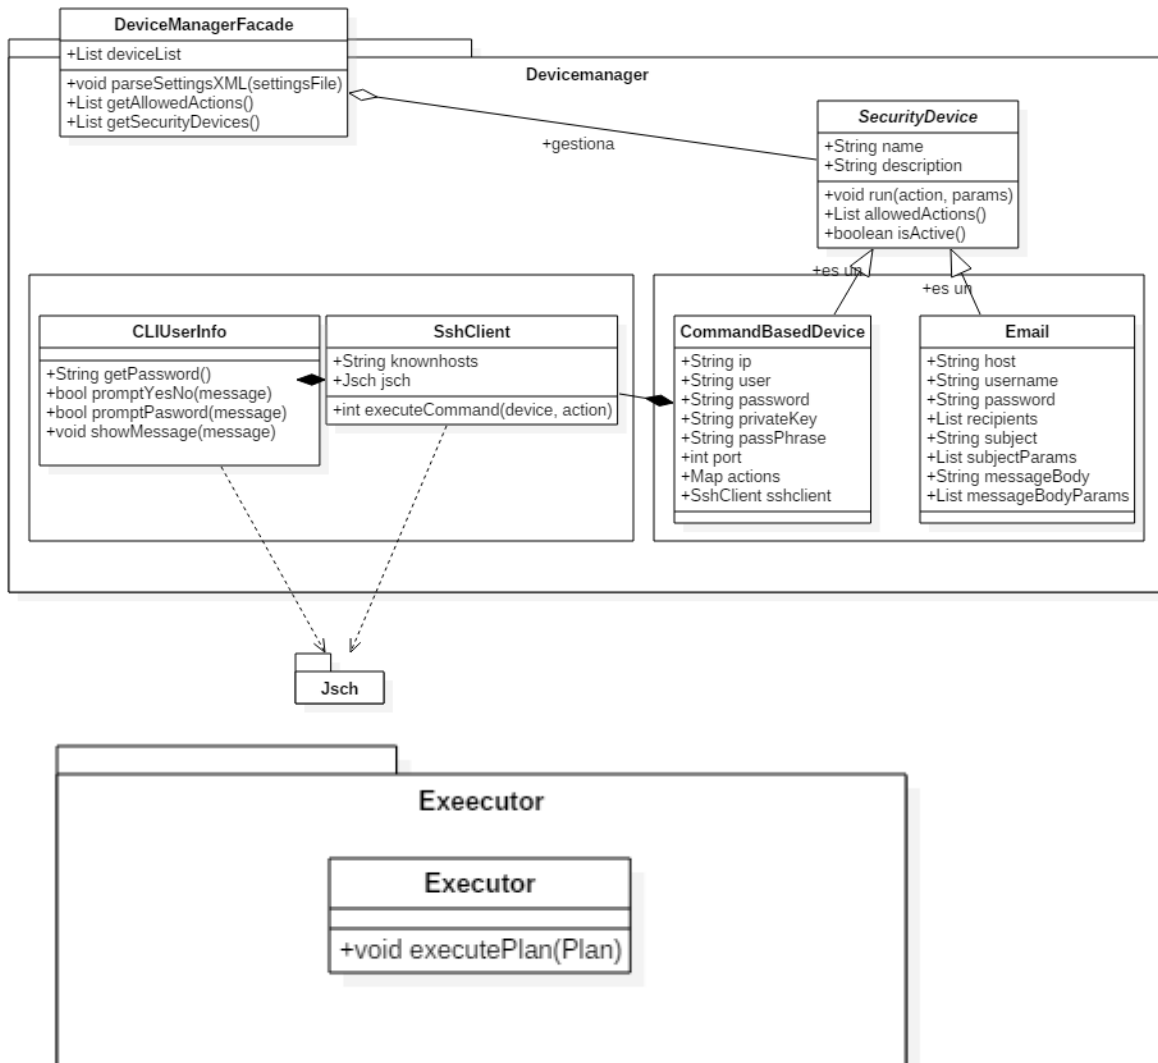 DeviceManagerFacade
+List deviceList
+void parseSettingsXML(settingsFile)
+List getAllowedActions()
+List getSecurityDevices()
Devicemanager
+gestiona
SecurityDevice
+String name
+String description
+void run(action, params)
+List allowedActions()
+boolean isActive()
+es un
+es un
CLIUserInfo
+String getPassword()
+bool promptYesNo(message)
+bool promptPasword(message)
+void showMessage(message)
SshClient
+String knownhosts
+Jsch jsch
+int executeCommand(device, action)
CommandBasedDevice
+String ip
+String user
+String password
+String privateKey
+String passPhrase
+int port
+Map actions
+SshClient sshclient
Email
+String host
+String username
+String password
+List recipients
+String subject
+List subjectParams
+String messageBody
+List messageBodyParams
Jsch
Exeecutor
Executor
+void executePlan(Plan)